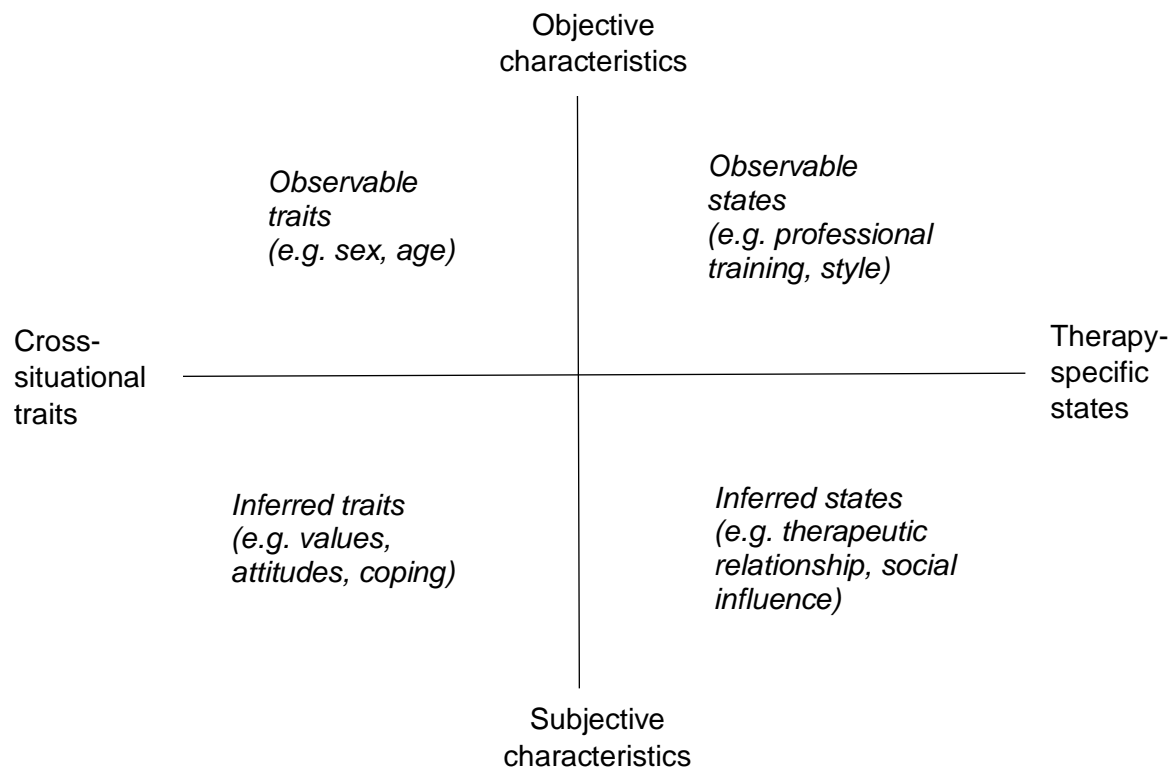 Objective
characteristics
Observable
traits
(e.g. sex, age)
Observable
states
(e.g. professional
training, style)
Cross-
situational
traits
Therapy-
specific
states
Inferred traits
(e.g. values,
attitudes, coping)
Inferred states
(e.g. therapeutic
relationship, social
influence)
Subjective
characteristics